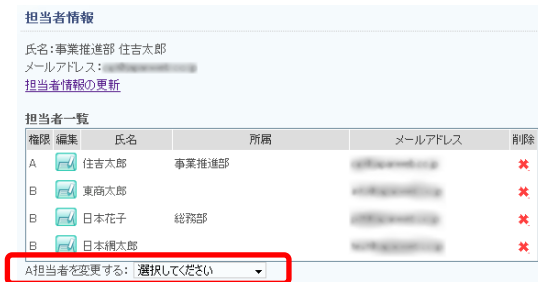 担当者情報
氏名:事業推進部 住吉太郎
メールアドレス:
担当者情報の更新
担当者一覧
権限 編集 氏名 所属 メールアドレス 削除
A 住吉太郎 事業推進部
B 東商太郎
B 日本花子 総務部
B 日本綱太郎
A担当者を変更する: 選択してください